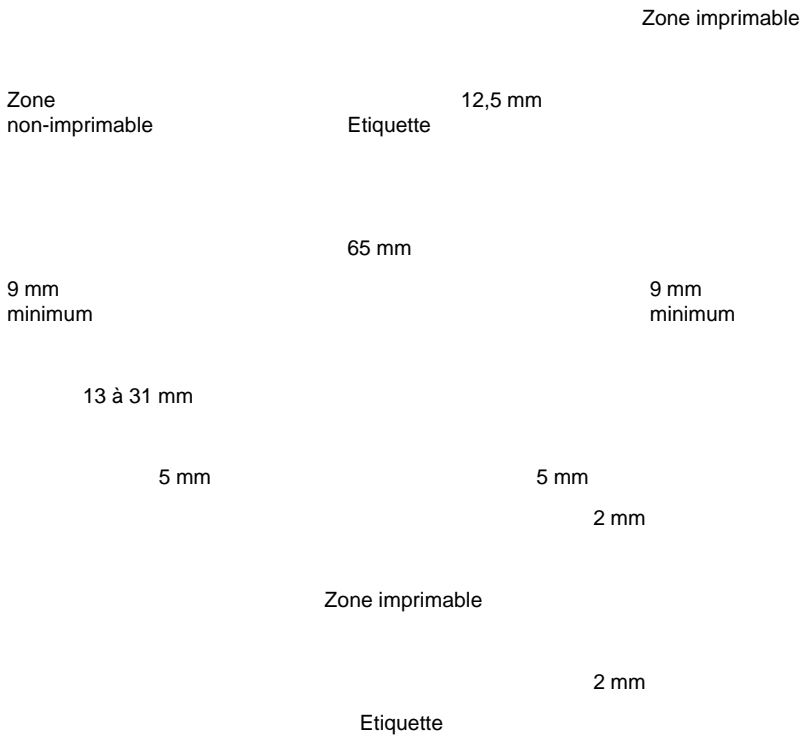 Zone imprimable
Zone
non-imprimable
12,5 mm
Etiquette
65 mm
9 mm
minimum
9 mm
minimum
13 à 31 mm
5 mm
5 mm
2 mm
Zone imprimable
2 mm
Etiquette